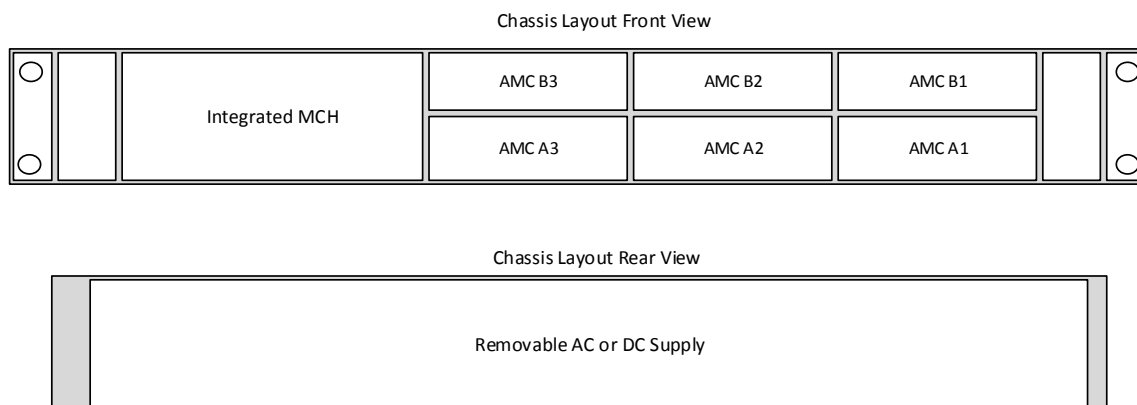 Chassis Layout Front View
AMC B3 AMC B2 AMC B1
Integrated MCH
AMC A3 AMC A2 AMC A1
Chassis Layout Rear View
Removable AC or DC Supply